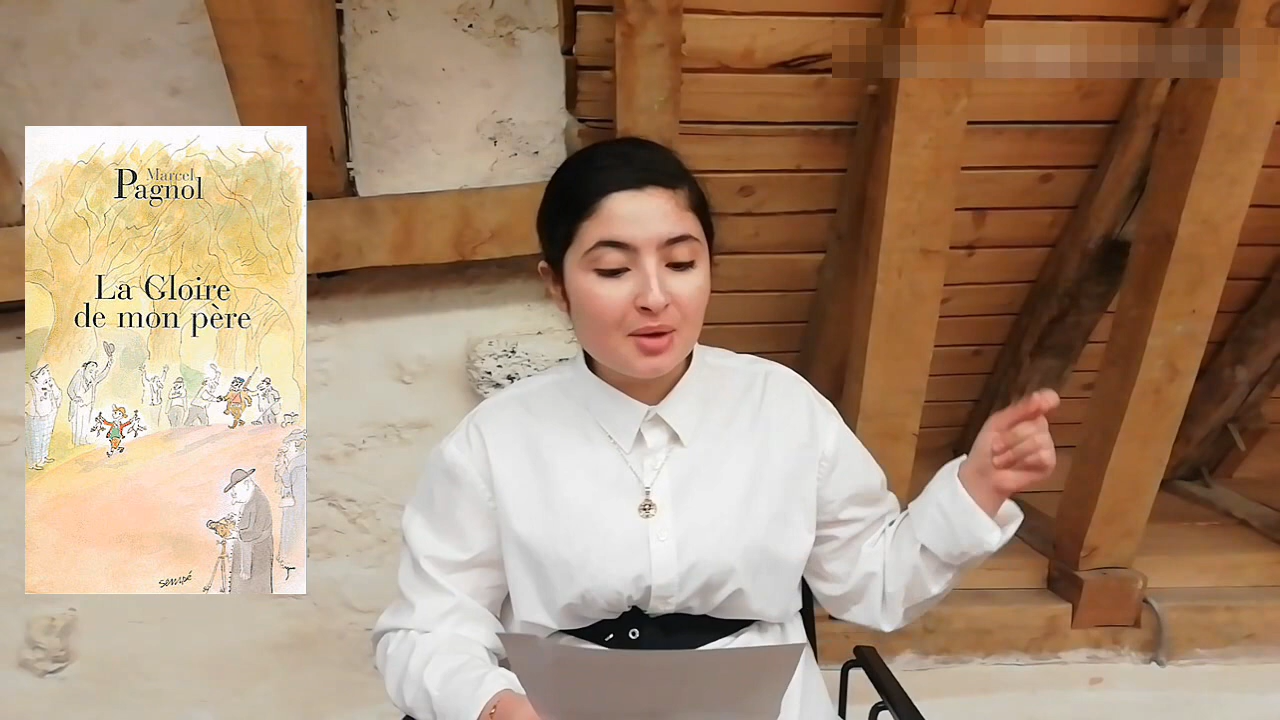 Marcel
Pagnol
La Gloire
de mon père
sempé